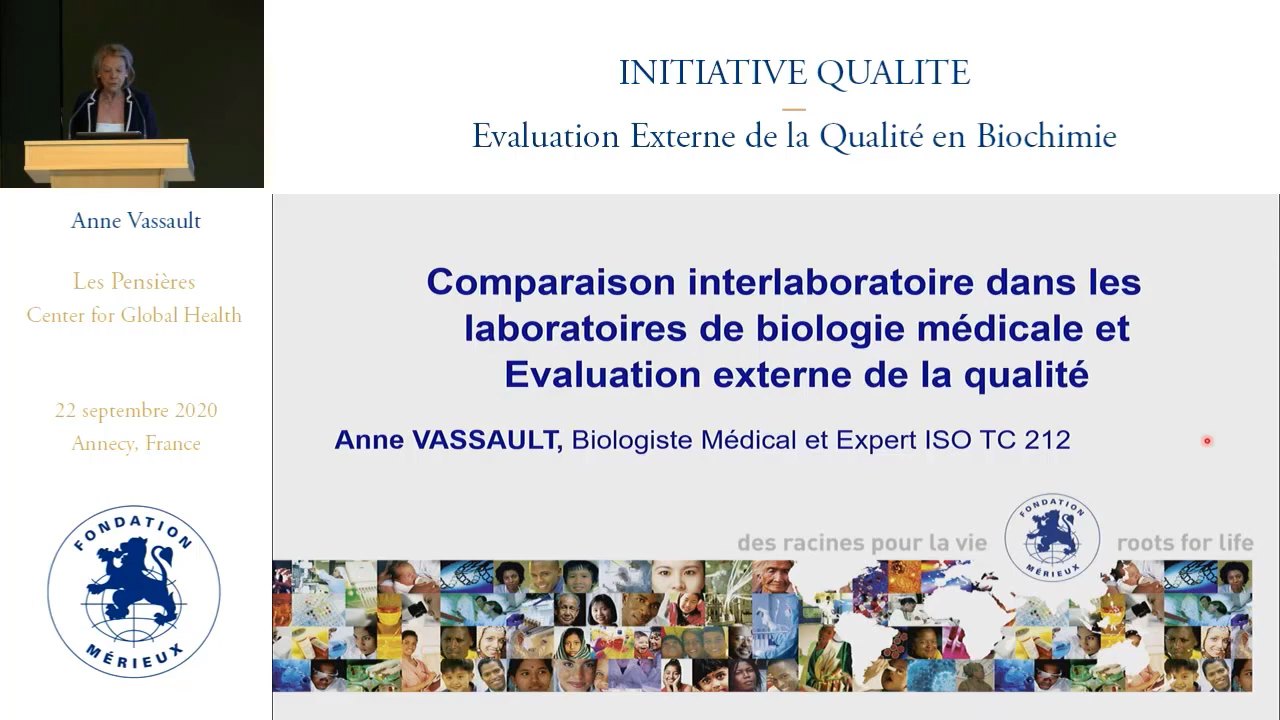 INITIATIVE QUALITE
Evaluation Externe de la Qualité en Biochimie
Anne Vassault
Les Pensières
Center for Global Health
22 septembre 2020
Annecy, France
FONDATION
MÉRIEUX
Comparaison interlaboratoire dans les
laboratoires de biologie médicale et
Evaluation externe de la qualité
Anne VASSAULT, Biologiste Médical et Expert ISO TC 212
des racines pour la vie
FONDATION
MÉRIEUX
roots for life